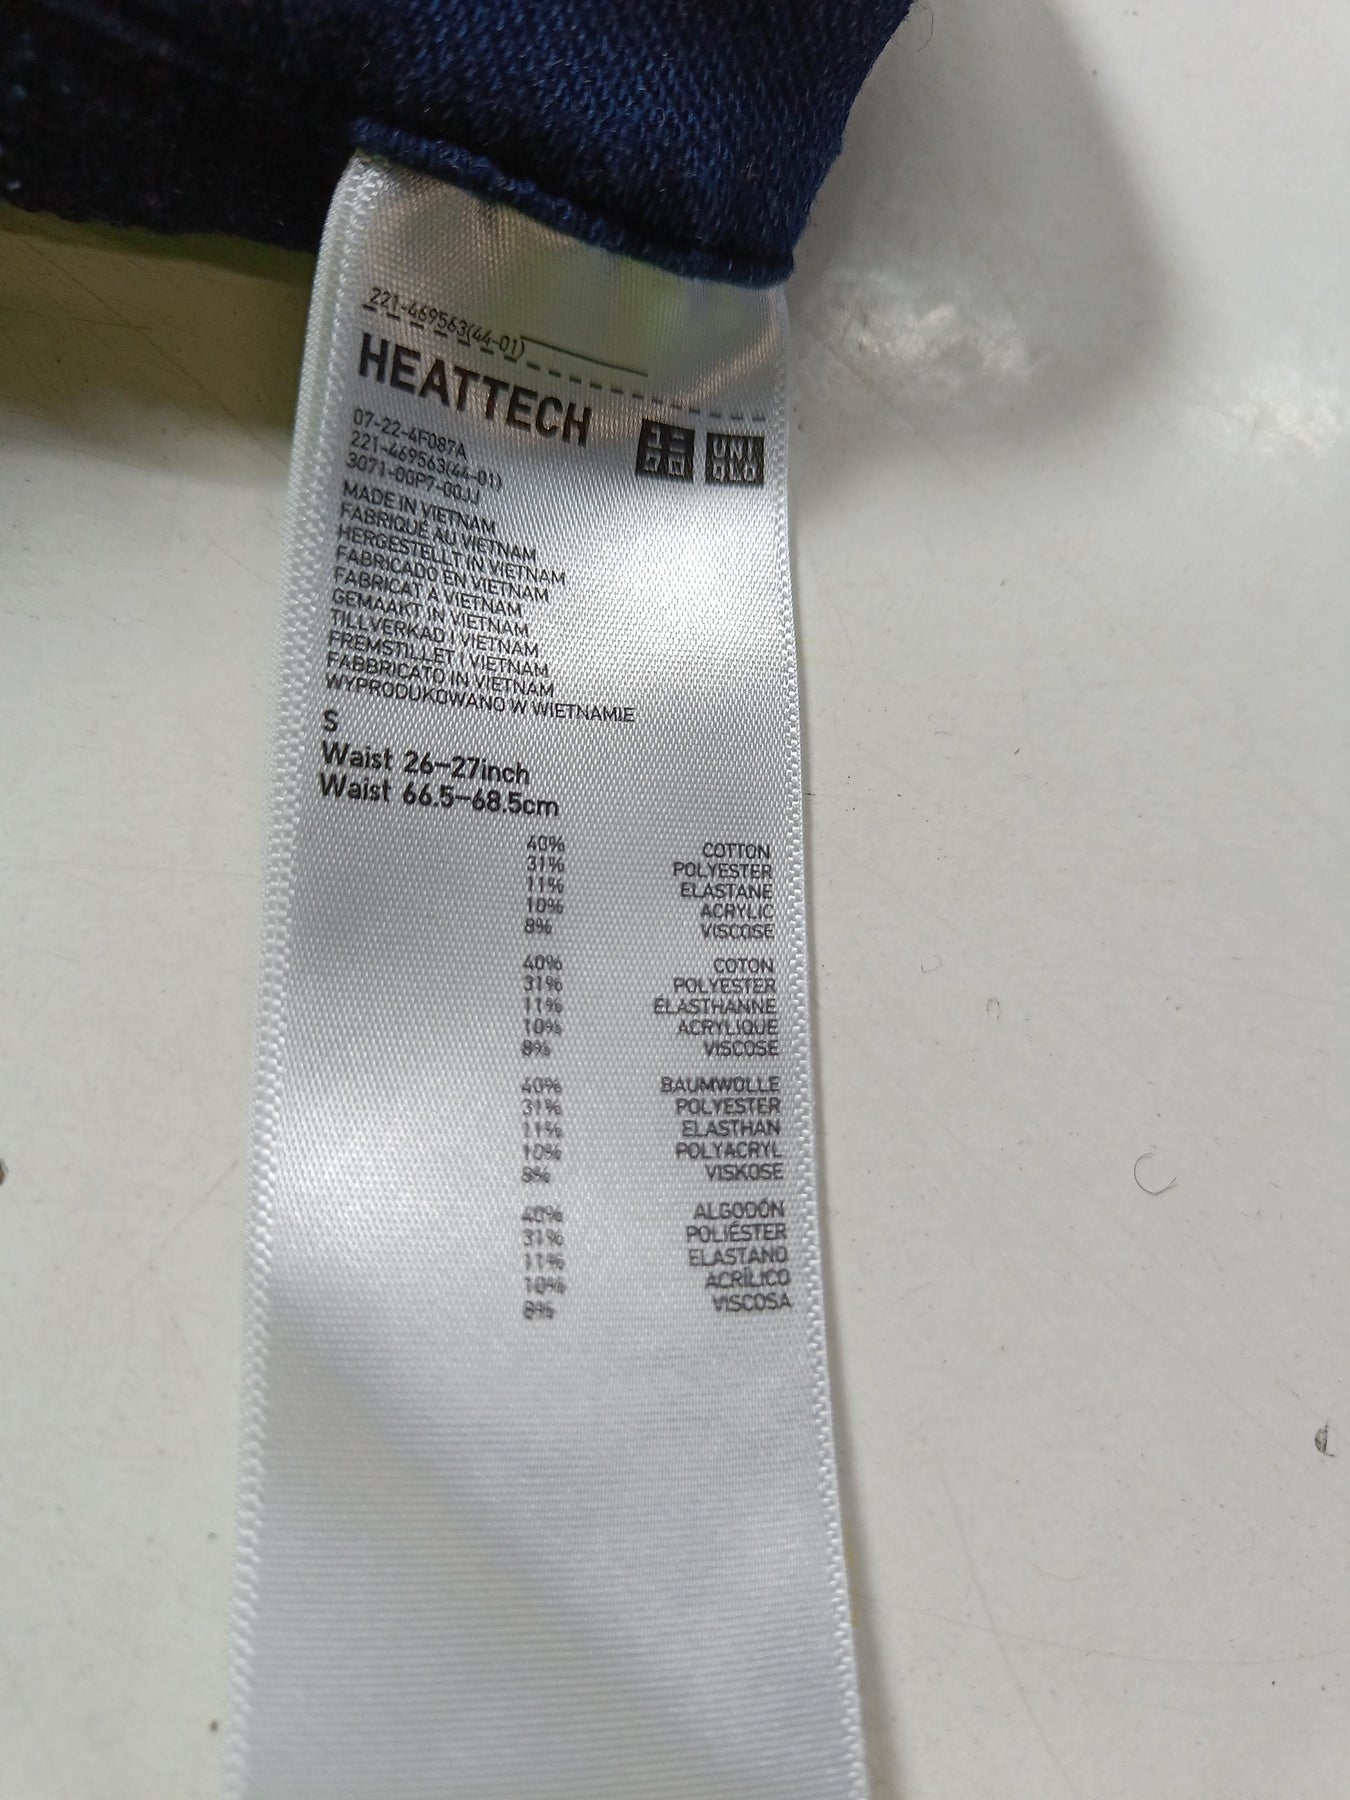 221-469563(44-01)
HEATTECH
UNI
QLO
07-22-4F087A
221-469563(44-01)
3071-00P7-00JJ
MADE IN VIETNAM
FABRIQUÉ AU VIETNAM
HERGESTELLT IN VIETNAM
FABRICADO EN VIETNAM
FABRICAT A VIETNAM
GEMAAKT IN VIETNAM
TILLVERKAD I VIETNAM
FREMSTILLET I VIETNAM
FABBRICATO IN VIETNAM
WYPRODUKOWANO W WIETNAMIE
S
Waist 26–27inch
Waist 66.5–68.5cm
40% COTTON
31% POLYESTER
11% ELASTANE
10% ACRYLIC
8% VISCOSE
40% COTON
31% POLYESTER
11% ÉLASTHANNE
10% ACRYLIQUE
8% VISCOSE
40% BAUMWOLLE
31% POLYESTER
11% ELASTHAN
10% POLYACRYL
8% VISKOSE
40% ALGODÓN
31% POLIÉSTER
11% ELASTANO
10% ACRÍLICO
8% VISCOSA